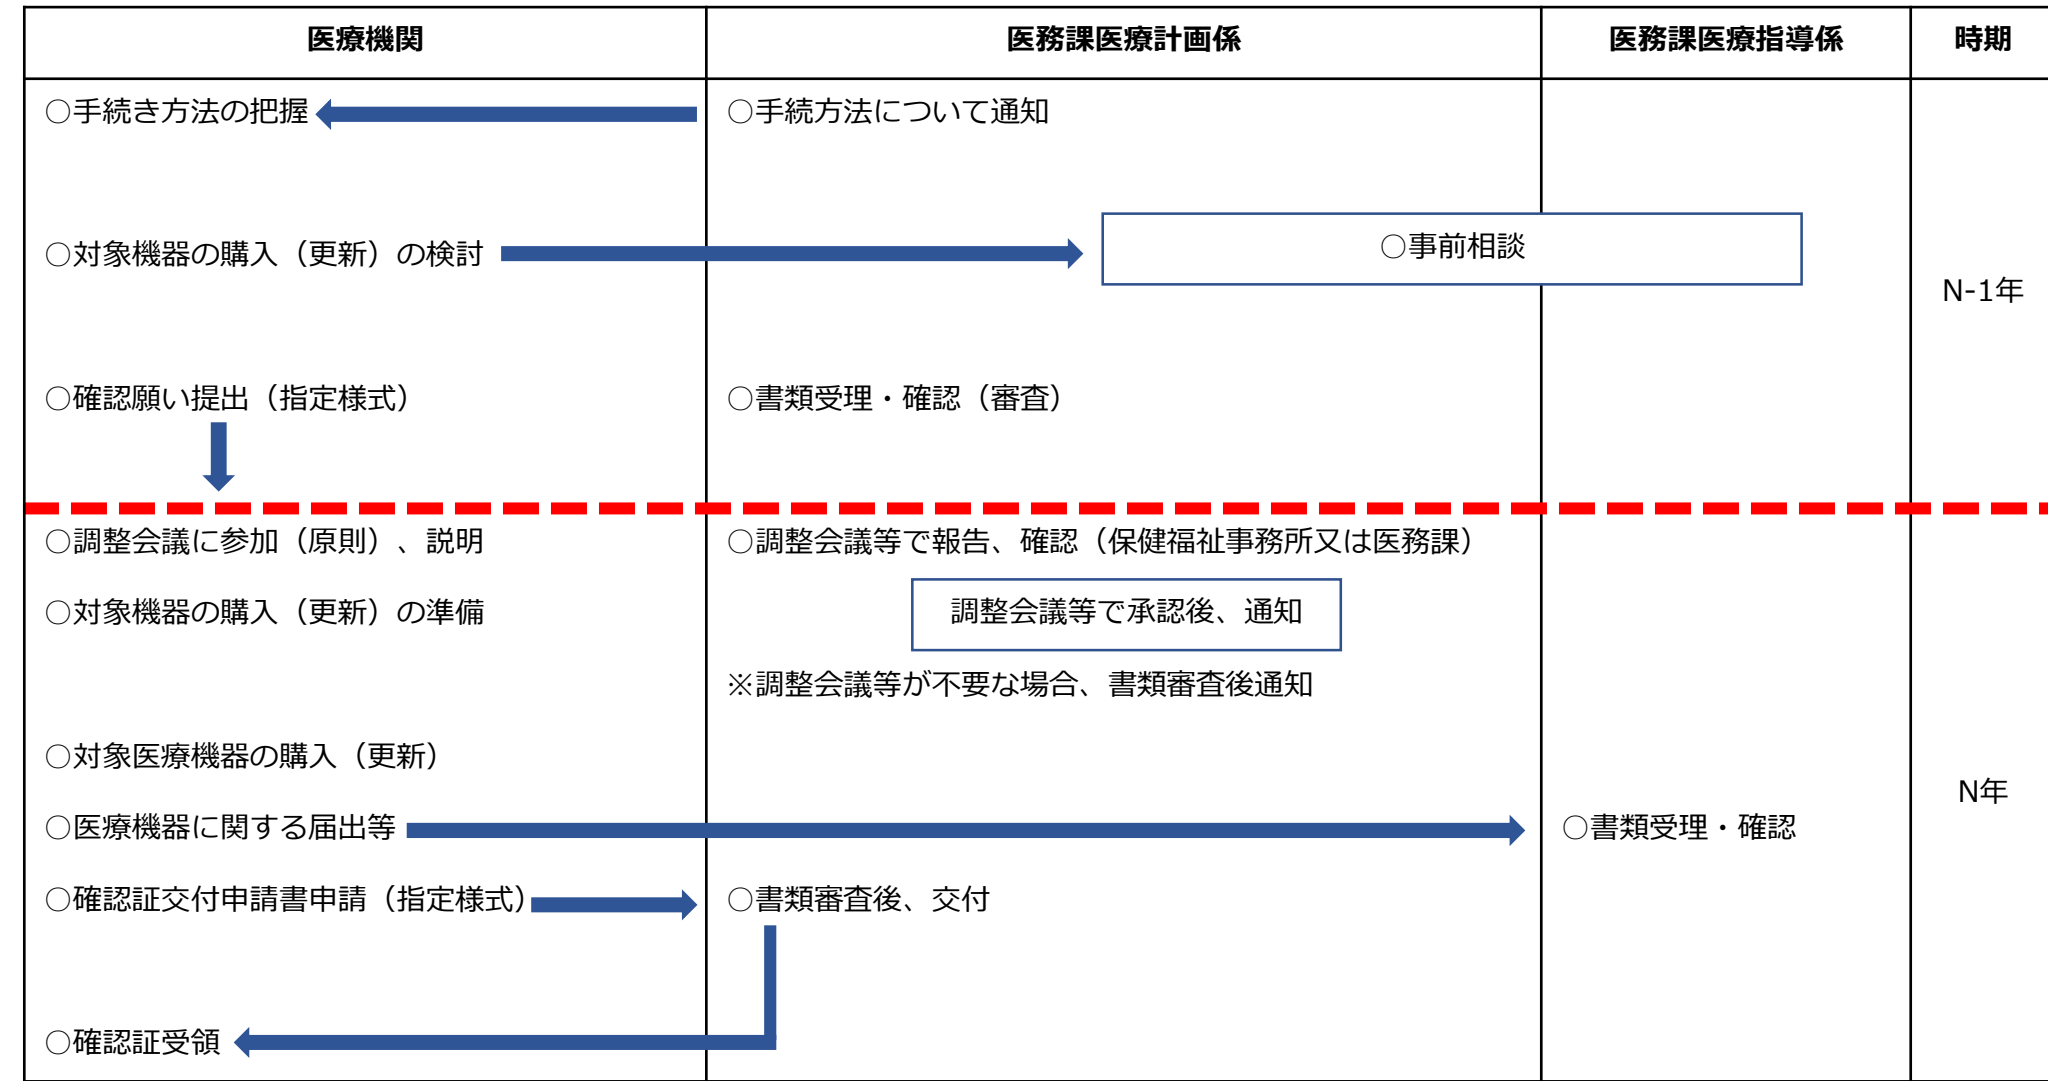 医療機関
医務課医療計画係
医務課医療指導係
時期
○手続き方法の把握
○手続方法について通知
○対象機器の購入（更新）の検討
○事前相談
N-1年
○確認願い提出（指定様式）
○書類受理・確認（審査）
○調整会議に参加（原則）、説明
○調整会議等で報告、確認（保健福祉事務所又は医務課）
○対象機器の購入（更新）の準備
調整会議等で承認後、通知
※調整会議等が不要な場合、書類審査後通知
○対象医療機器の購入（更新）
N年
○医療機器に関する届出等
○書類受理・確認
○確認証交付申請書申請（指定様式）
○書類審査後、交付
○確認証受領